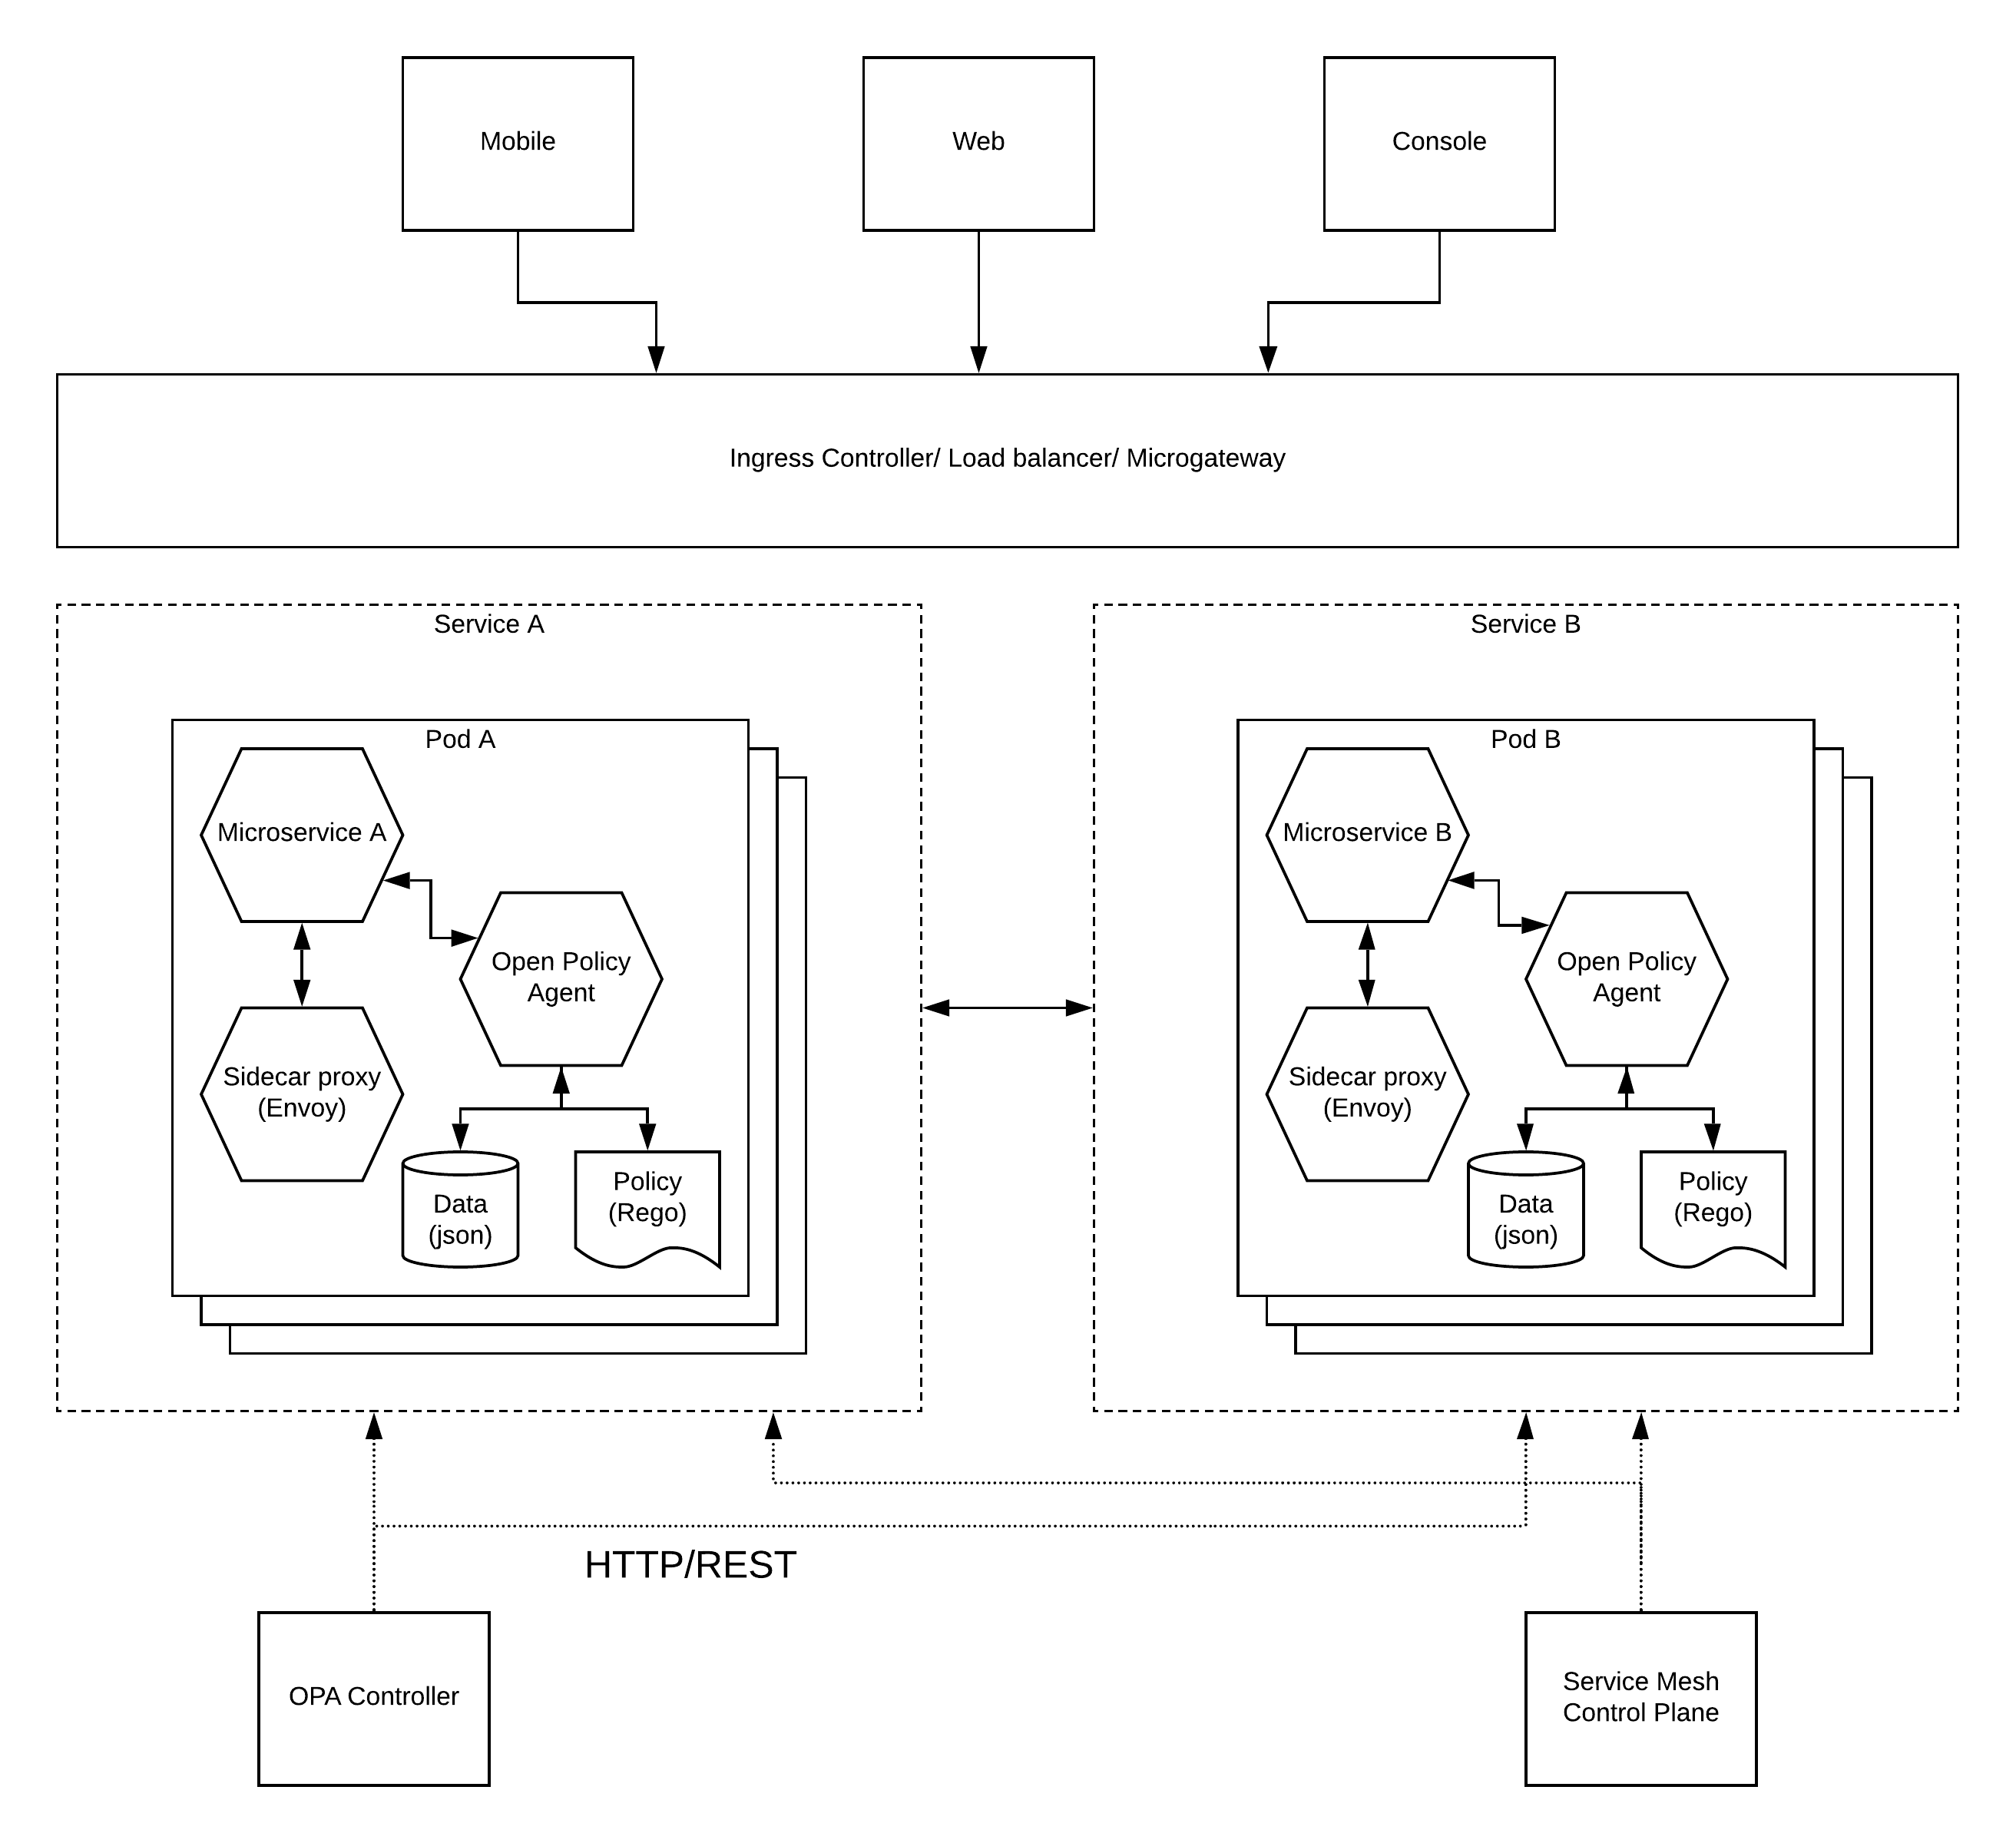 Mobile
Web
Console
Ingress Controller/ Load balancer/ Microgateway
Service A
Pod A
Microservice A
Open Policy
Agent
Sidecar proxy
(Envoy)
Data
(json)
Policy
(Rego)
Service B
Pod B
Microservice B
Open Policy
Agent
Sidecar proxy
(Envoy)
Data
(json)
Policy
(Rego)
HTTP/REST
OPA Controller
Service Mesh
Control Plane